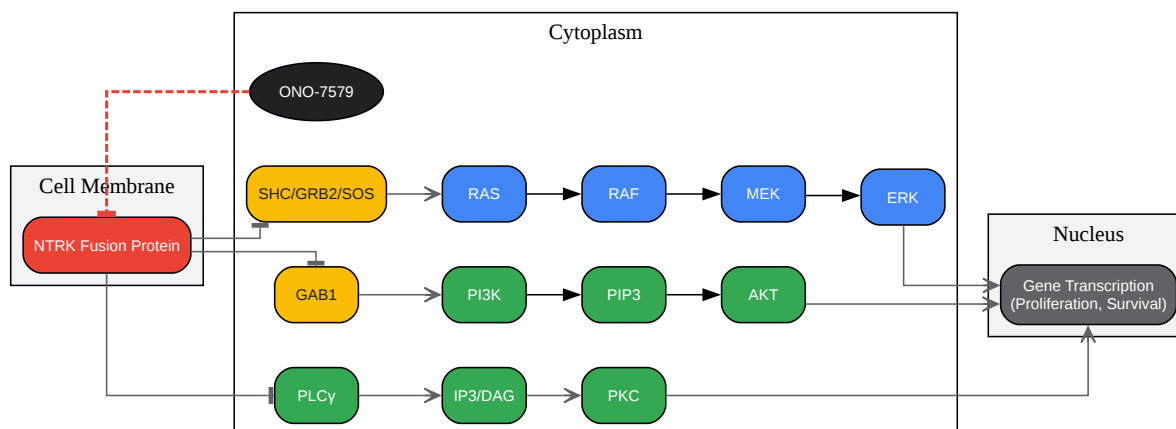 Cytoplasm
ONO-7579
Cell Membrane
SHC/GRB2/SOS
RAS
RAF
MEK
ERK
NTRK Fusion Protein
Nucleus
GAB1
PI3K
PIP3
AKT
Gene Transcription
(Proliferation, Survival)
PLCγ
IP3/DAG
PKC